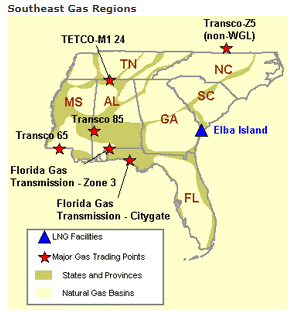 Southeast Gas Regions
Transco-Z5
(non-WGL)
TETCO-M1 24
TN
NC
MS
AL
SC
Transco 85
GA
Transco 65
Elba Island
Florida Gas
Transmission - Zone 3
Florida Gas
Transmission - Citygate
FL
LNG Facilities
Major Gas Trading Points
States and Provinces
Natural Gas Basins